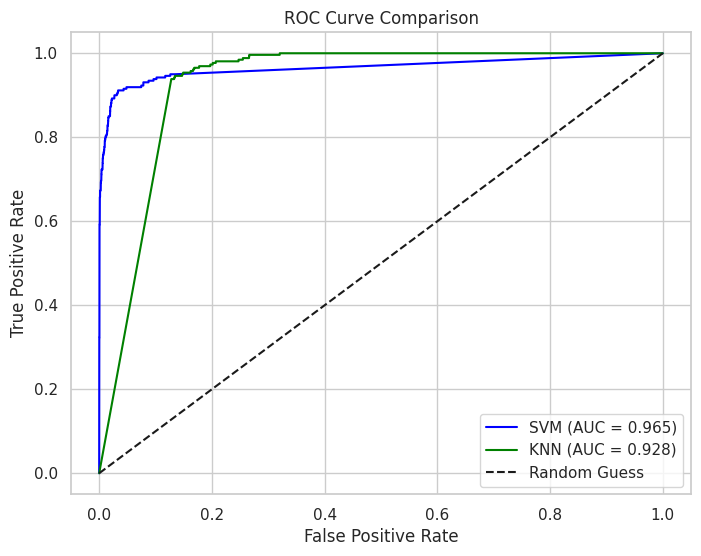 ROC Curve Comparison
True Positive Rate
1.0
0.8
0.6
0.4
0.2
0.0
0.0 0.2 0.4 0.6 0.8 1.0
False Positive Rate
SVM (AUC = 0.965)
KNN (AUC = 0.928)
Random Guess